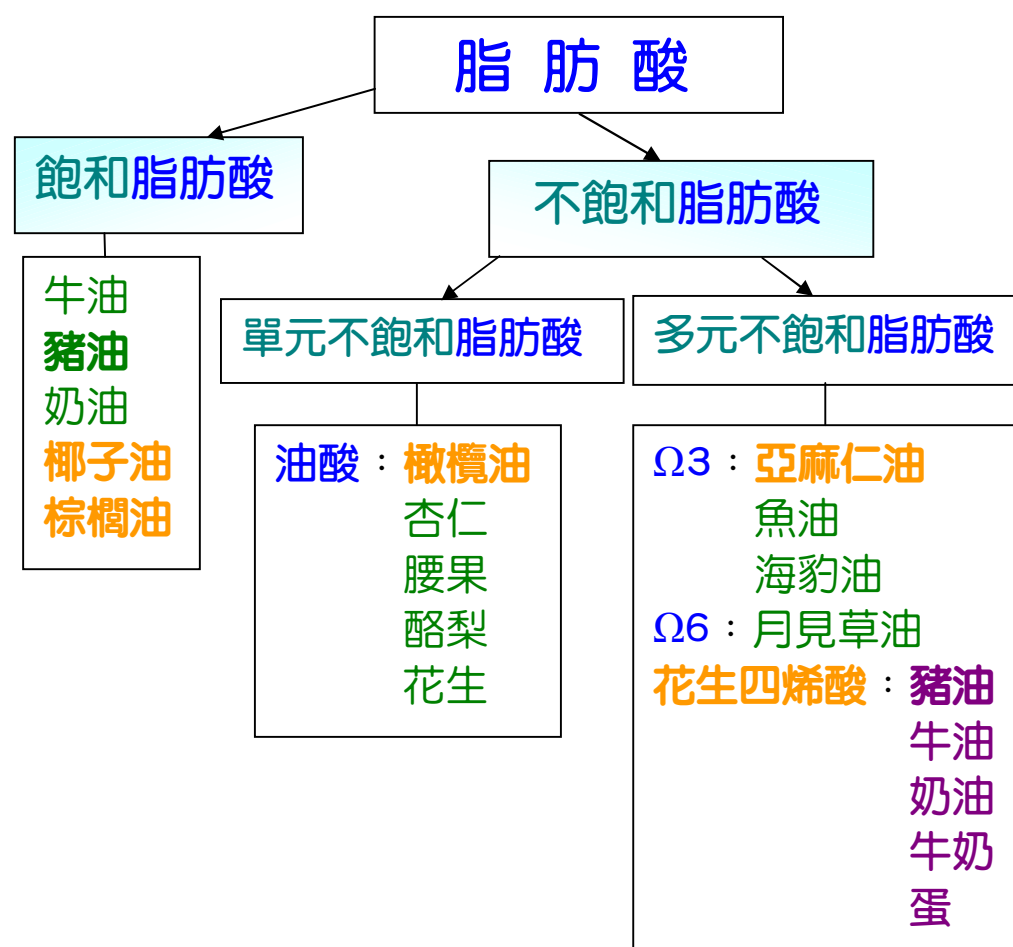 脂 肪 酸
飽和脂肪酸
不飽和脂肪酸
牛油
豬油
奶油
椰子油
棕櫚油
單元不飽和脂肪酸
油酸：橄欖油
杏仁
腰果
酪梨
花生
多元不飽和脂肪酸
Ω3：亞麻仁油
魚油
海豹油
Ω6：月見草油
花生四烯酸：豬油
牛油
奶油
牛奶
蛋